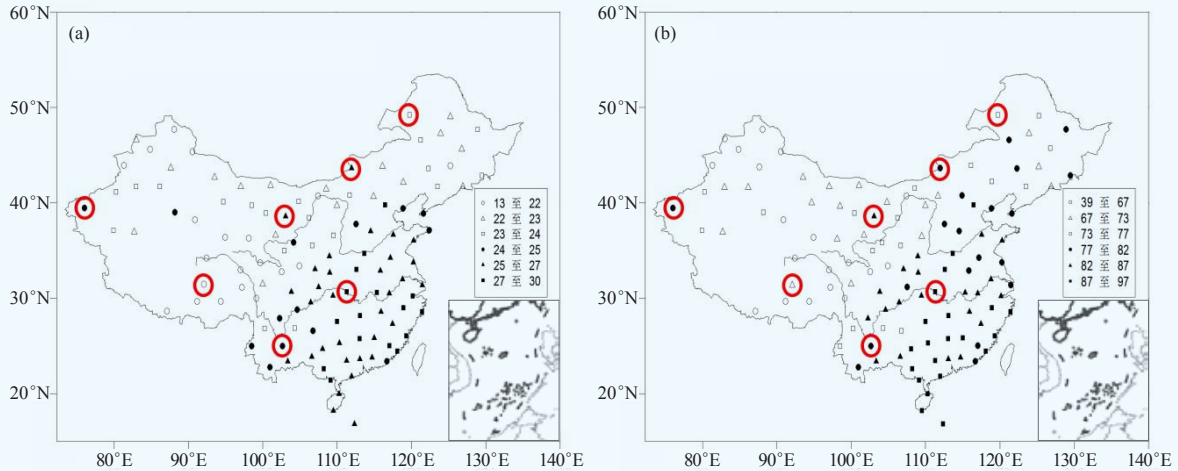 (a)
60°N
50°N
40°N
30°N
20°N
80°E 90°E 100°E 110°E 120°E 130°E 140°E
13 至 22
22 至 23
23 至 24
24 至 25
25 至 27
27 至 30
(b)
60°N
50°N
40°N
30°N
20°N
80°E 90°E 100°E 110°E 120°E 130°E 140°E
39 至 67
67 至 73
73 至 77
77 至 82
82 至 87
87 至 97